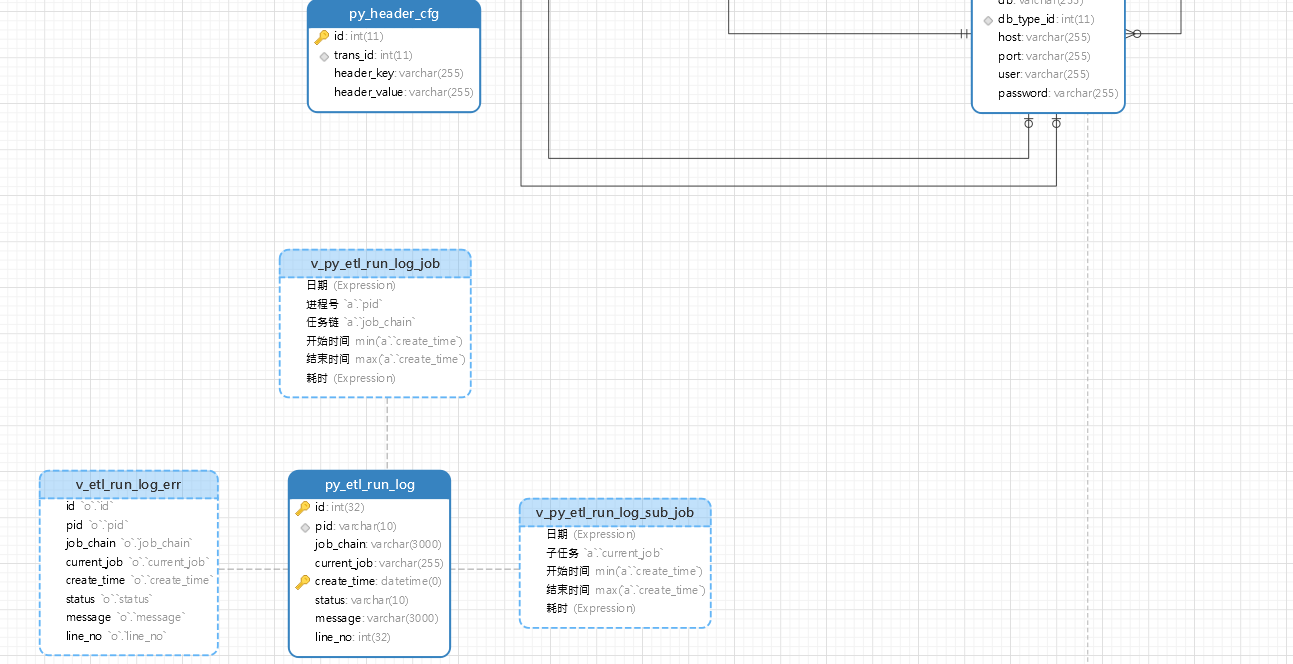 py_header_cfg
id: int(11)
trans_id: int(11)
header_key: varchar(255)
header_value: varchar(255)
db: varchar(255)
db_type_id: int(11)
host: varchar(255)
port: varchar(255)
user: varchar(255)
password: varchar(255)
v_py_etl_run_log_job
日期 (Expression)
进程号 `a`.`pid`
任务链 `a`.`job_chain`
开始时间 min(`a`.`create_time`)
结束时间 max(`a`.`create_time`)
耗时 (Expression)
v_etl_run_log_err
id `o`.`id`
pid `o`.`pid`
job_chain `o`.`job_chain`
current_job `o`.`current_job`
create_time `o`.`create_time`
status `o`.`status`
message `o`.`message`
line_no `o`.`line_no`
py_etl_run_log
id: int(32)
pid: varchar(10)
job_chain: varchar(3000)
current_job: varchar(255)
create_time: datetime(0)
status: varchar(10)
message: varchar(3000)
line_no: int(32)
v_py_etl_run_log_sub_job
日期 (Expression)
子任务 `a`.`current_job`
开始时间 min(`a`.`create_time`)
结束时间 max(`a`.`create_time`)
耗时 (Expression)